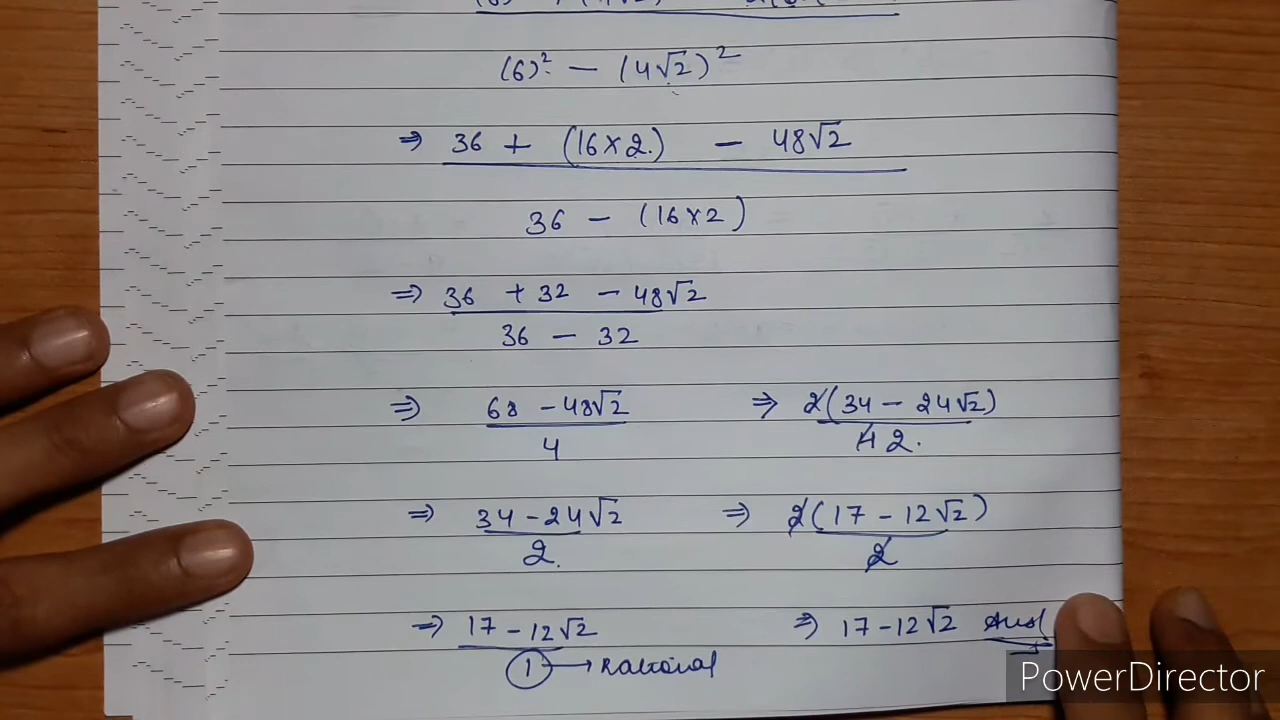 (6)² − (4√2)²
⇒ 36 + (16×2) − 48√2
36 − (16×2)
⇒ 36 + 32 − 48√2
36 − 32
⇒ 68 − 48√2 ⇒ 2(34 − 24√2)
4 4 2.
⇒ 34 − 24√2 ⇒ 2(17 − 12√2)
2. 2
⇒ 17 − 12√2 ⇒ 17 − 12√2 Ans
1 → Rational
PowerDirector